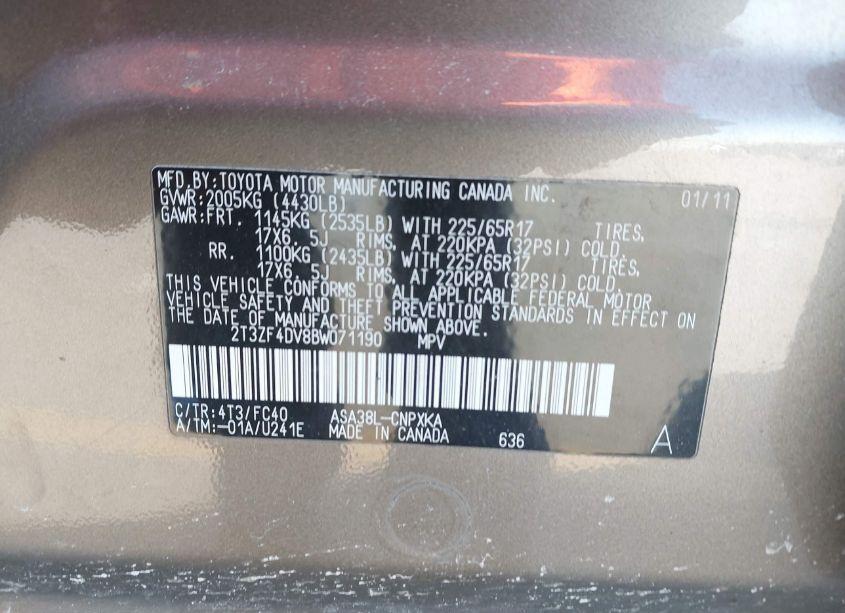 MFD.BY:TOYOTA MOTOR MANUFACTURING CANADA INC. 01/11
GVWR:2005KG (4430LB)
GAWR:FRT. 1145KG (2535LB) WITH 225/65R17 TIRES,
17X6.5J RIMS, AT 220KPA (32PSI) COLD.
RR. 1100KG (2435LB) WITH 225/65R17 TIRES,
17X6.5J RIMS, AT 220KPA (32PSI) COLD.
THIS VEHICLE CONFORMS TO ALL APPLICABLE FEDERAL MOTOR
VEHICLE SAFETY AND THEFT PREVENTION STANDARDS IN EFFECT ON
THE DATE OF MANUFACTURE SHOWN ABOVE.
2T3ZF4DV8BW071190 MPV
C/TR:4T3/FC40 ASA38L-CNPXKA
A/TM:-01A/U241E MADE IN CANADA 636 A